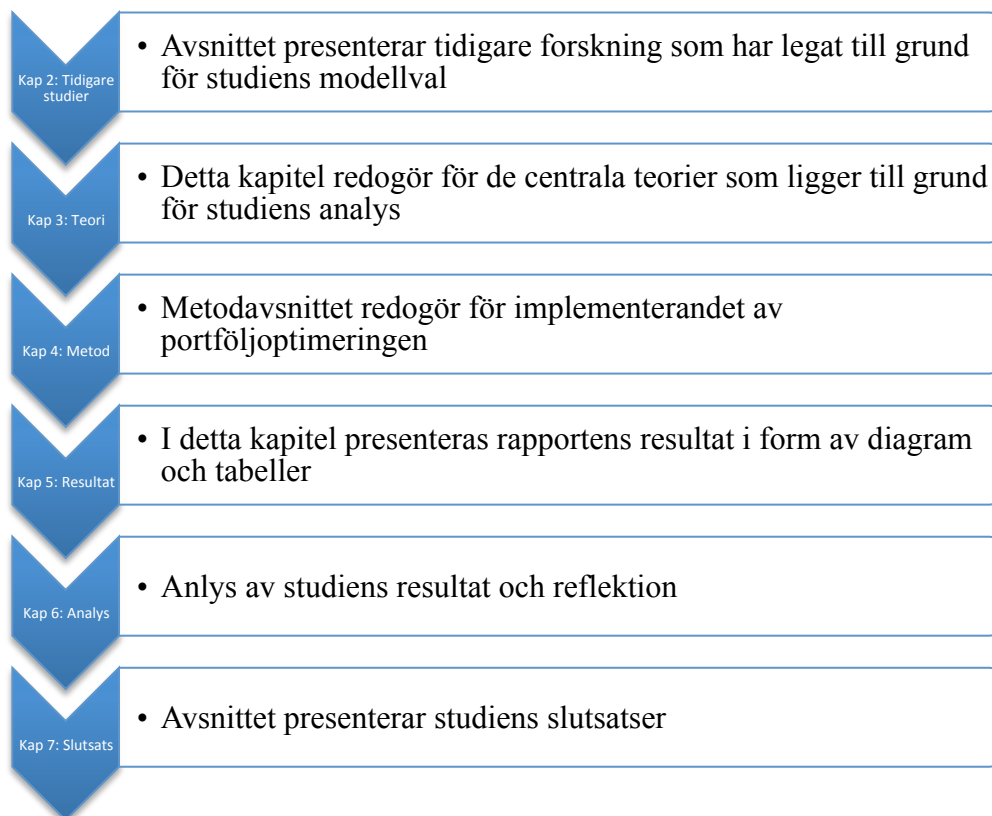 Kap 2: Tidigare
studier
• Avsnittet presenterar tidigare forskning som har legat till grund
för studiens modellval
Kap 3: Teori
• Detta kapitel redogör för de centrala teorier som ligger till grund
för studiens analys
Kap 4: Metod
• Metodavsnittet redogör för implementerandet av
portföljoptimeringen
Kap 5: Resultat
• I detta kapitel presenteras rapportens resultat i form av diagram
och tabeller
Kap 6: Analys
• Anlys av studiens resultat och reflektion
Kap 7: Slutsats
• Avsnittet presenterar studiens slutsatser